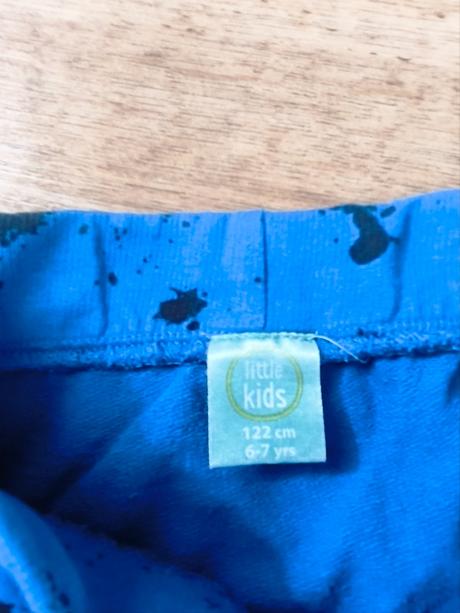 little
kids
122 cm
6-7 yrs